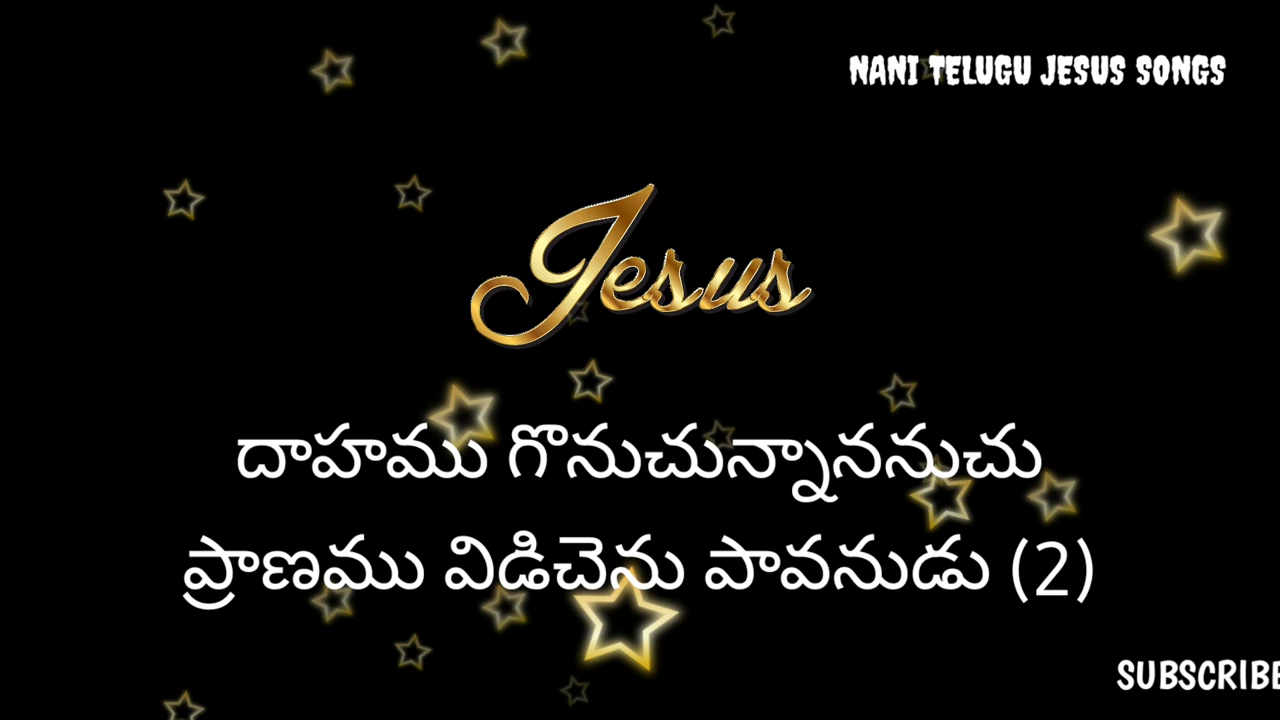 NANI TELUGU JESUS SONGS
Jesus
దాహము గొనుచున్నాననుచు
ప్రాణము విడిచెను పావనుడు (2)
SUBSCRIBE